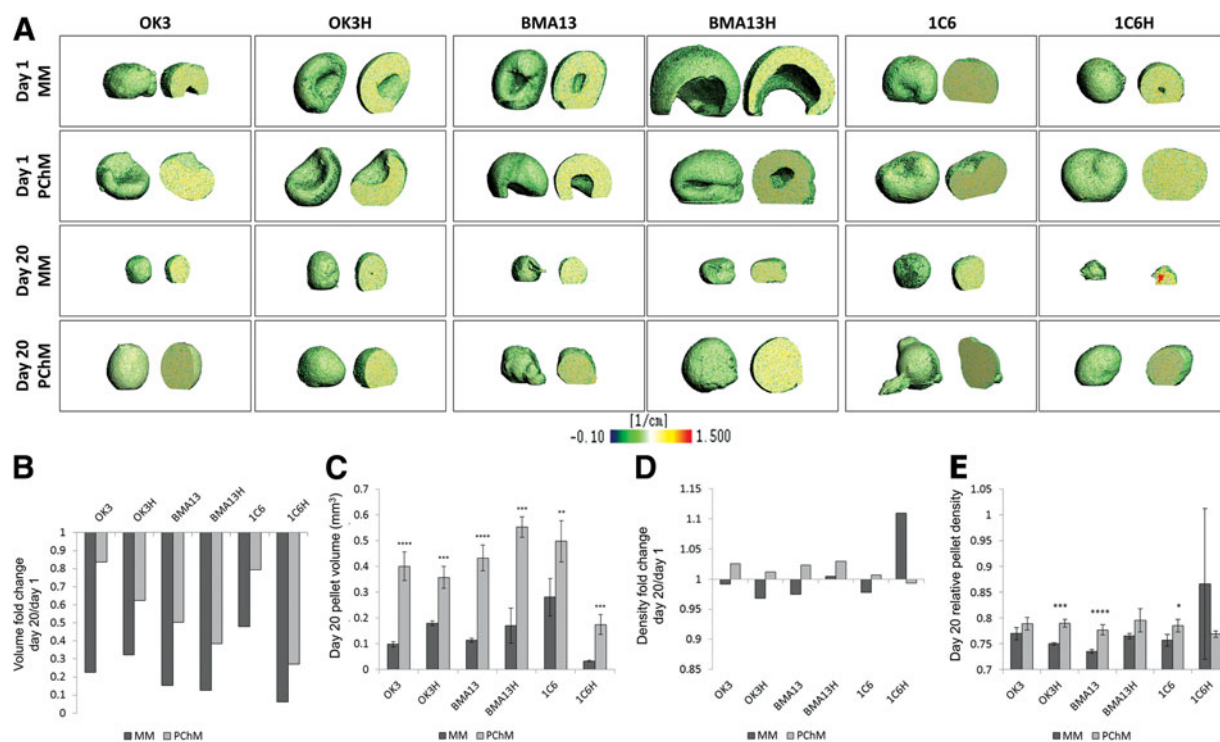 A
OK3 OK3H BMA13 BMA13H 1C6 1C6H
Day 1 MM
Day 1 PChM
Day 20 MM
Day 20 PChM
[1/cm]
-0.10 1.500
B
Volume fold change
day 20/day 1
1
0.9
0.8
0.7
0.6
0.5
0.4
0.3
0.2
0.1
0
OK3 OK3H BMA13 BMA13H 1C6 1C6H
MM PChM
C
Day 20 pellet volume (mm³)
0.7
0.6
0.5
0.4
0.3
0.2
0.1
0
**** *** **** *** ** ***
OK3 OK3H BMA13 BMA13H 1C6 1C6H
MM PChM
D
Density fold change
day 20/day 1
1.15
1.1
1.05
1
0.95
0.9
0.85
OK3 OK3H BMA13 BMA13H 1C6 1C6H
MM PChM
E
Day 20 relative pellet density
1.05
1
0.95
0.9
0.85
0.8
0.75
0.7
*** **** *
OK3 OK3H BMA13 BMA13H 1C6 1C6H
MM PChM